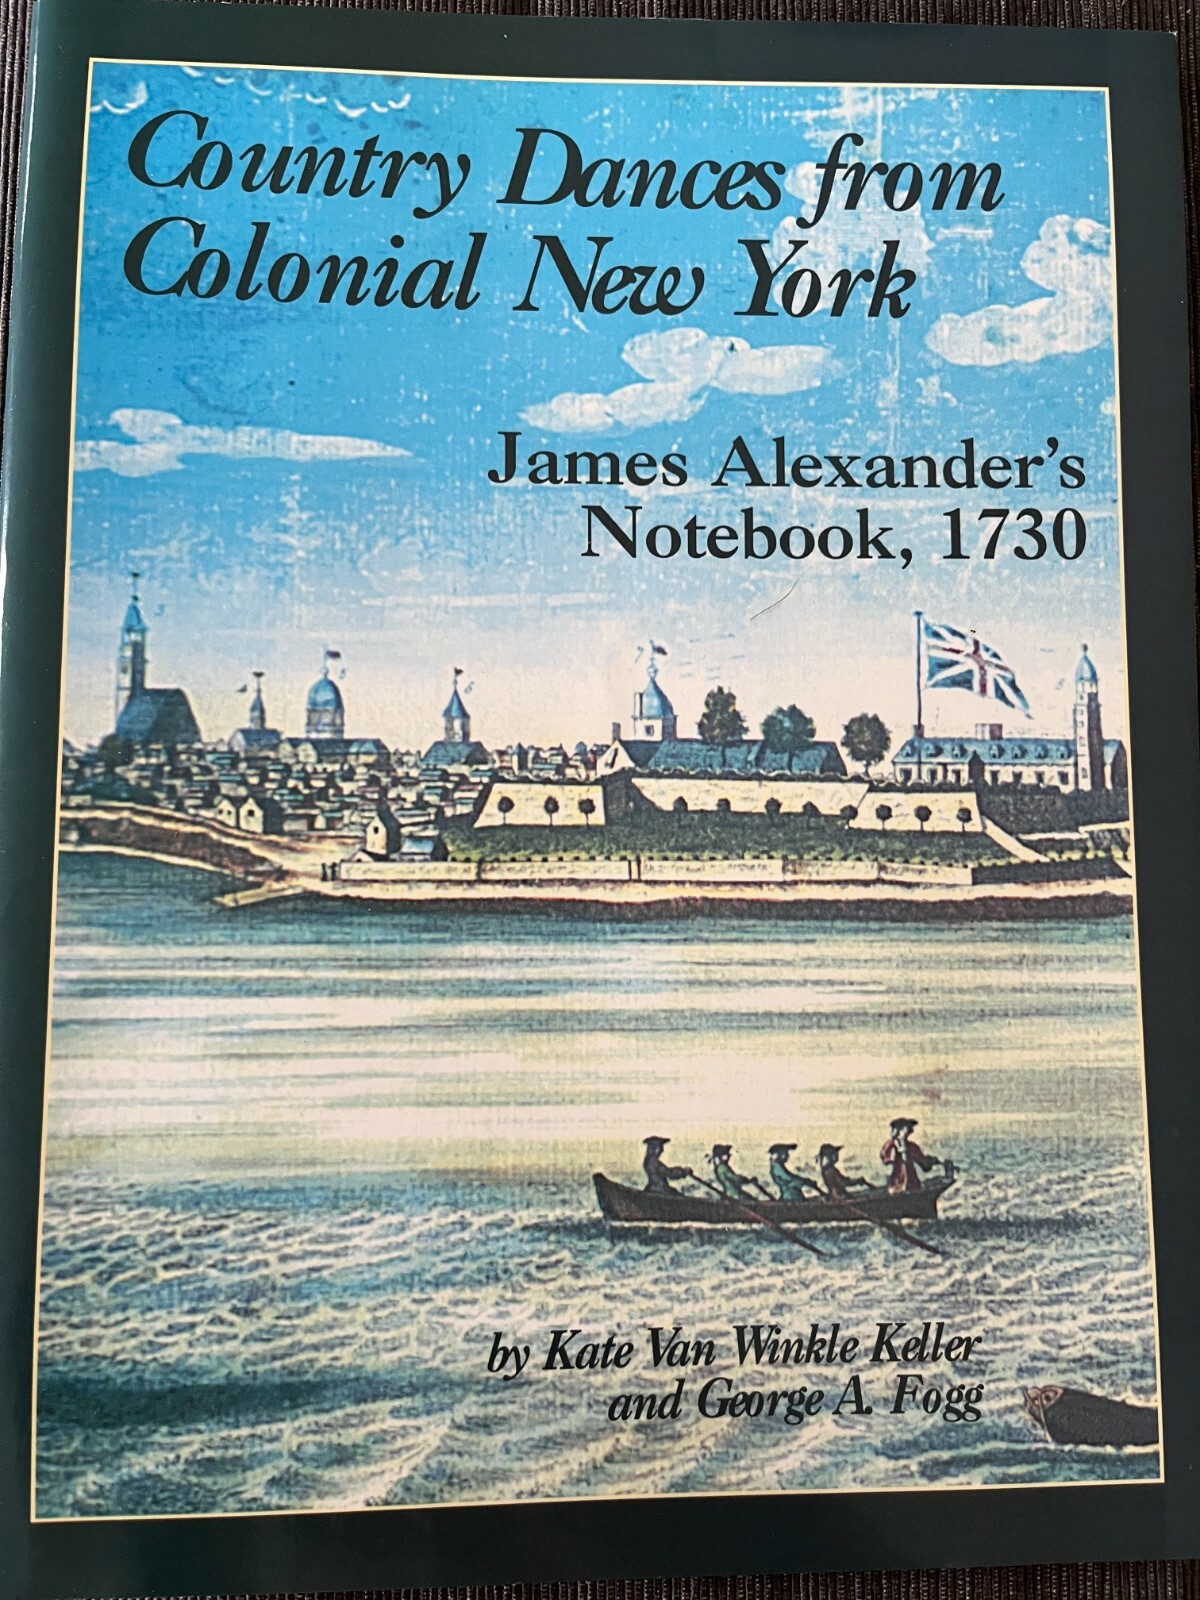 Country Dances from
Colonial New York
James Alexander's
Notebook, 1730
by Kate Van Winkle Keller
and George A. Fogg